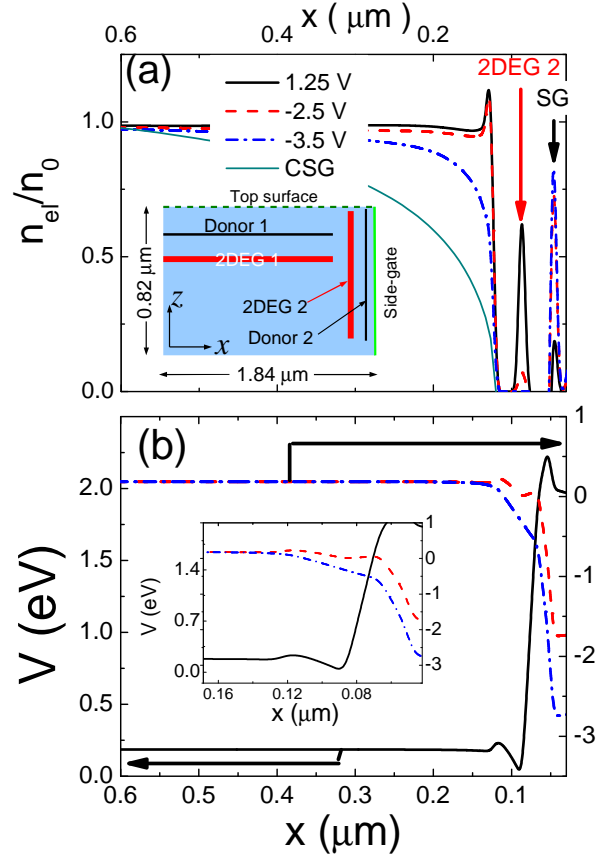 x (μm)
0.6 0.4 0.2
(a)
1.25 V
-2.5 V
-3.5 V
CSG
2DEG 2
SG
1.0
0.5
0.0
n_el/n_0
Top surface
Donor 1
2DEG 1
2DEG 2
Donor 2
Side-gate
0.82 μm
z
x
1.84 μm
(b)
2.0
1.5
1.0
0.5
0.0
V (eV)
1
0
-1
-2
-3
1.4
0.7
0.0
V (eV)
1
0
-1
-2
-3
0.16 0.12 0.08
x (μm)
0.6 0.5 0.4 0.3 0.2 0.1
x (μm)